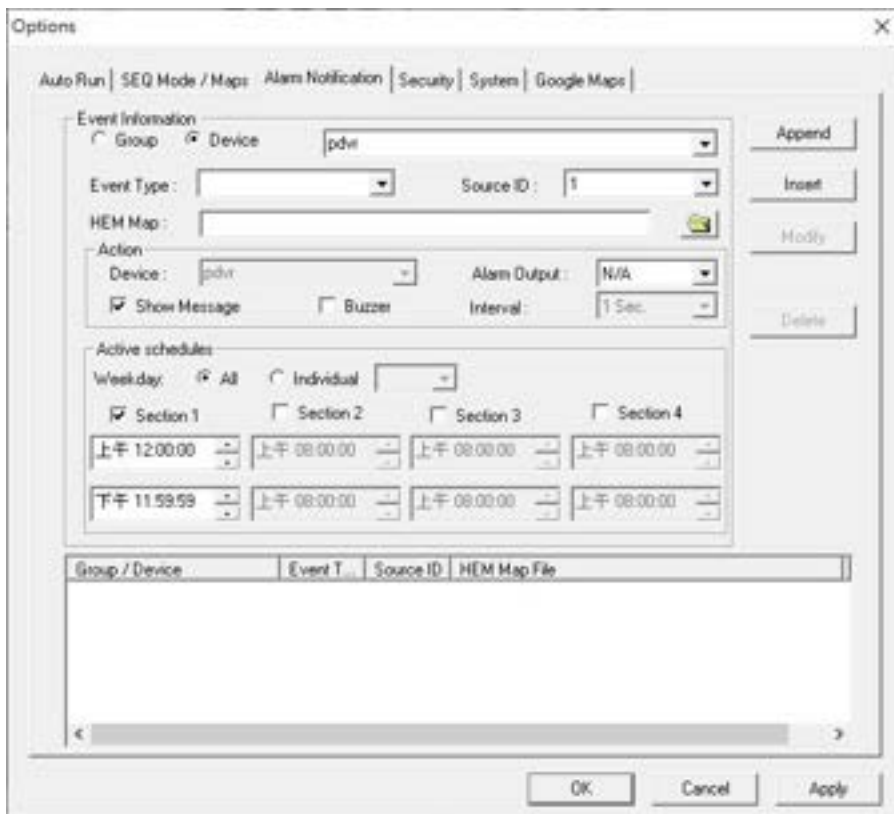 Options
Auto Run SEQ Mode / Maps Alarm Notification Security System Google Maps
Event Information
Group Device pdvr
Append
Event Type : Source ID : 1
Insert
HEM Map :
Modify
Action
Device : pdvr Alarm Output : N/A
Show Message Buzzer Interval : 1 Sec.
Delete
Active schedules
Weekday: All Individual
Section 1 Section 2 Section 3 Section 4
上午 12:00:00 上午 08:00:00 上午 08:00:00 上午 08:00:00
下午 11:59:59 上午 08:00:00 上午 08:00:00 上午 08:00:00
Group / Device Event T... Source ID HEM Map File
OK Cancel Apply